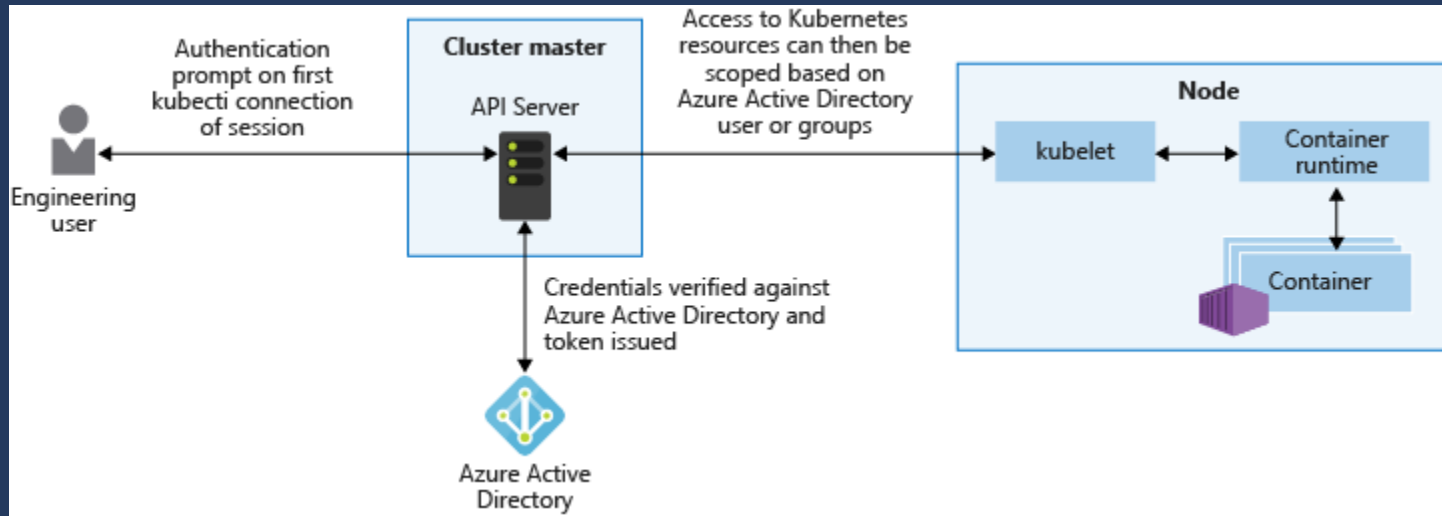 Authentication
prompt on first
kubecti connection
of session
Engineering
user
Cluster master
API Server
Access to Kubernetes
resources can then be
scoped based on
Azure Active Directory
user or groups
Credentials verified against
Azure Active Directory and
token issued
Azure Active
Directory
Node
kubelet
Container
runtime
Container